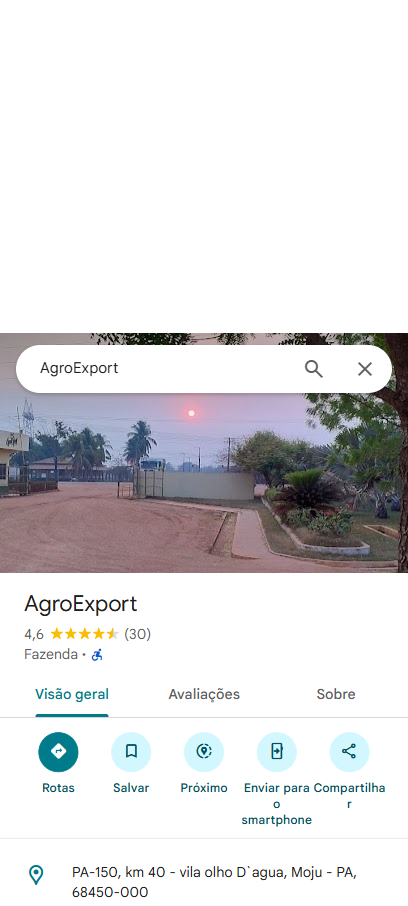 AgroExport
AgroExport
4,6 (30)
Fazenda ·
Visão geral Avaliações Sobre
Rotas Salvar Próximo Enviar para o smartphone Compartilhar
PA-150, km 40 - vila olho D`agua, Moju - PA,
68450-000